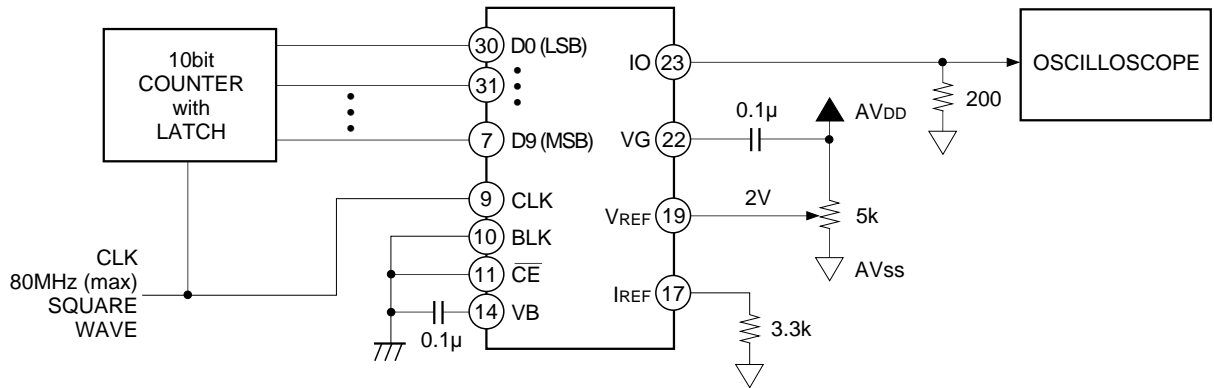 10bit
COUNTER
with
LATCH
CLK
80MHz (max)
SQUARE
WAVE
30 D0 (LSB)
31
7 D9 (MSB)
9 CLK
10 BLK
11 CE
14 VB
0.1µ
IO 23
VG 22
VREF 19
IREF 17
0.1µ
AVDD
2V
5k
AVss
3.3k
200
OSCILLOSCOPE